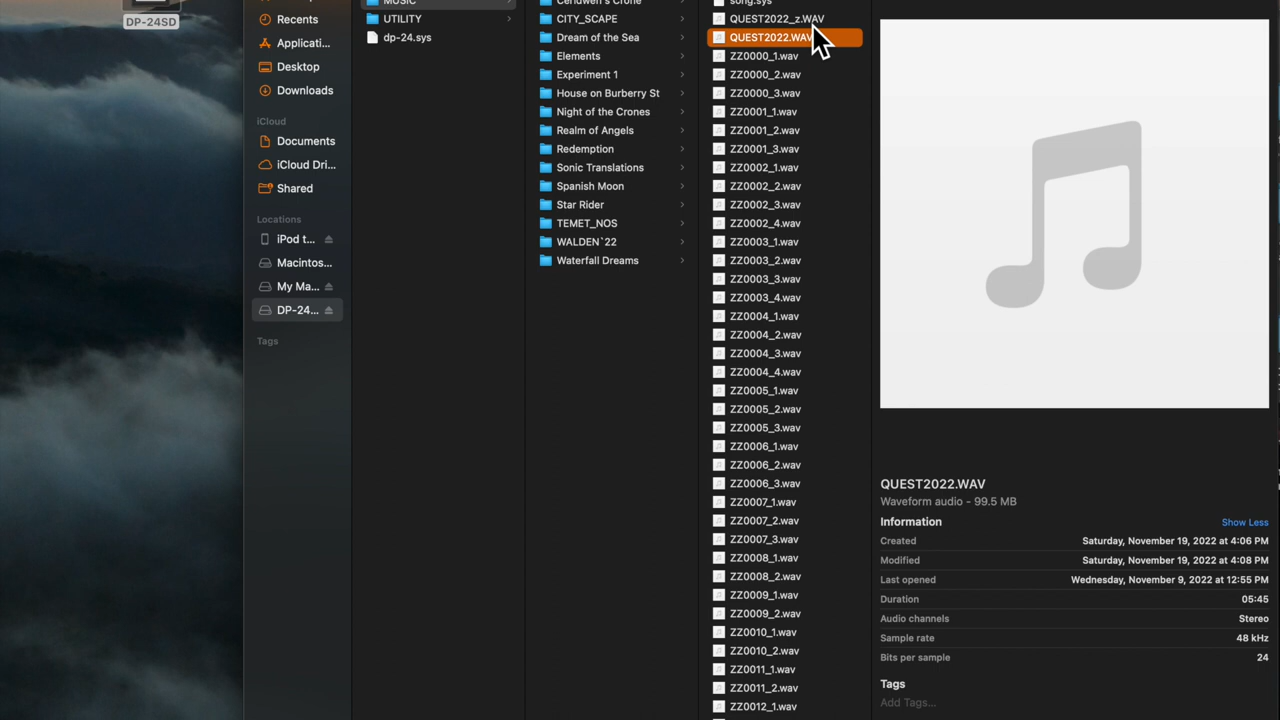 DP-24SD
Recents
Applicati...
Desktop
Downloads
iCloud
Documents
iCloud Dri...
Shared
Locations
iPod t...
Macintos...
My Ma...
DP-24...
Tags
MUSIC
UTILITY
dp-24.sys
Ceridwen's Crone
CITY_SCAPE
Dream of the Sea
Elements
Experiment 1
House on Burberry St
Night of the Crones
Realm of Angels
Redemption
Sonic Translations
Spanish Moon
Star Rider
TEMET_NOS
WALDEN`22
Waterfall Dreams
song.sys
QUEST2022_z.WAV
QUEST2022.WAV
ZZ0000_1.wav
ZZ0000_2.wav
ZZ0000_3.wav
ZZ0001_1.wav
ZZ0001_2.wav
ZZ0001_3.wav
ZZ0002_1.wav
ZZ0002_2.wav
ZZ0002_3.wav
ZZ0002_4.wav
ZZ0003_1.wav
ZZ0003_2.wav
ZZ0003_3.wav
ZZ0003_4.wav
ZZ0004_1.wav
ZZ0004_2.wav
ZZ0004_3.wav
ZZ0004_4.wav
ZZ0005_1.wav
ZZ0005_2.wav
ZZ0005_3.wav
ZZ0006_1.wav
ZZ0006_2.wav
ZZ0006_3.wav
ZZ0007_1.wav
ZZ0007_2.wav
ZZ0007_3.wav
ZZ0008_1.wav
ZZ0008_2.wav
ZZ0009_1.wav
ZZ0009_2.wav
ZZ0010_1.wav
ZZ0010_2.wav
ZZ0011_1.wav
ZZ0011_2.wav
ZZ0012_1.wav
QUEST2022.WAV
Waveform audio - 99.5 MB
Information Show Less
Created Saturday, November 19, 2022 at 4:06 PM
Modified Saturday, November 19, 2022 at 4:08 PM
Last opened Wednesday, November 9, 2022 at 12:55 PM
Duration 05:45
Audio channels Stereo
Sample rate 48 kHz
Bits per sample 24
Tags
Add Tags...